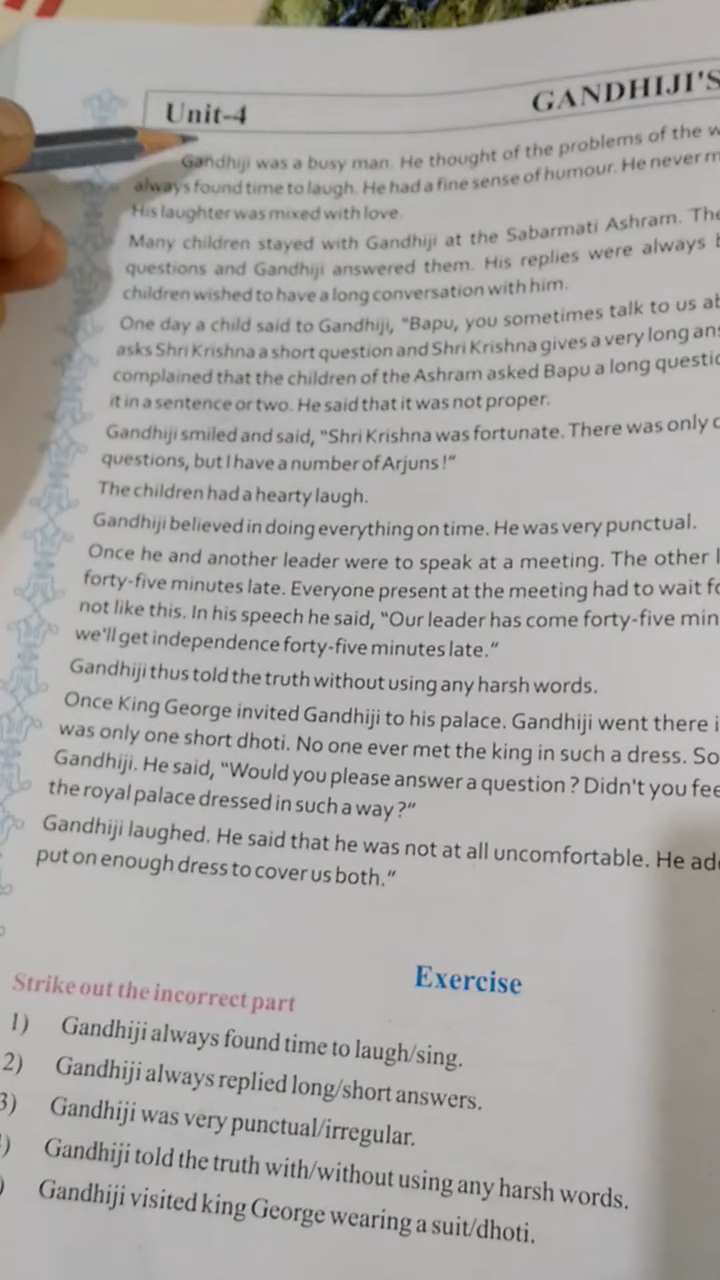 Unit-4 GANDHIJI'S
Gandhiji was a busy man. He thought of the problems of the
always found time to laugh. He had a fine sense of humour. He never
His laughter was mixed with love.
Many children stayed with Gandhiji at the Sabarmati Ashram.
questions and Gandhiji answered them. His replies were always
children wished to have a long conversation with him.
One day a child said to Gandhiji, "Bapu, you sometimes talk to us
asks Shri Krishna a short question and Shri Krishna gives a very long
complained that the children of the Ashram asked Bapu a long
it in a sentence or two. He said that it was not proper.
Gandhiji smiled and said, "Shri Krishna was fortunate. There was only
questions, but I have a number of Arjuns !"
The children had a hearty laugh.
Gandhiji believed in doing everything on time. He was very punctual.
Once he and another leader were to speak at a meeting. The other
forty-five minutes late. Everyone present at the meeting had to wait
not like this. In his speech he said, "Our leader has come forty-five
we'll get independence forty-five minutes late."
Gandhiji thus told the truth without using any harsh words.
Once King George invited Gandhiji to his palace. Gandhiji went there
was only one short dhoti. No one ever met the king in such a dress. So
Gandhiji. He said, "Would you please answer a question ? Didn't you
the royal palace dressed in such a way ?"
Gandhiji laughed. He said that he was not at all uncomfortable. He
put on enough dress to cover us both."
Exercise
Strike out the incorrect part
1) Gandhiji always found time to laugh/sing.
2) Gandhiji always replied long/short answers.
3) Gandhiji was very punctual/irregular.
) Gandhiji told the truth with/without using any harsh words.
) Gandhiji visited king George wearing a suit/dhoti.